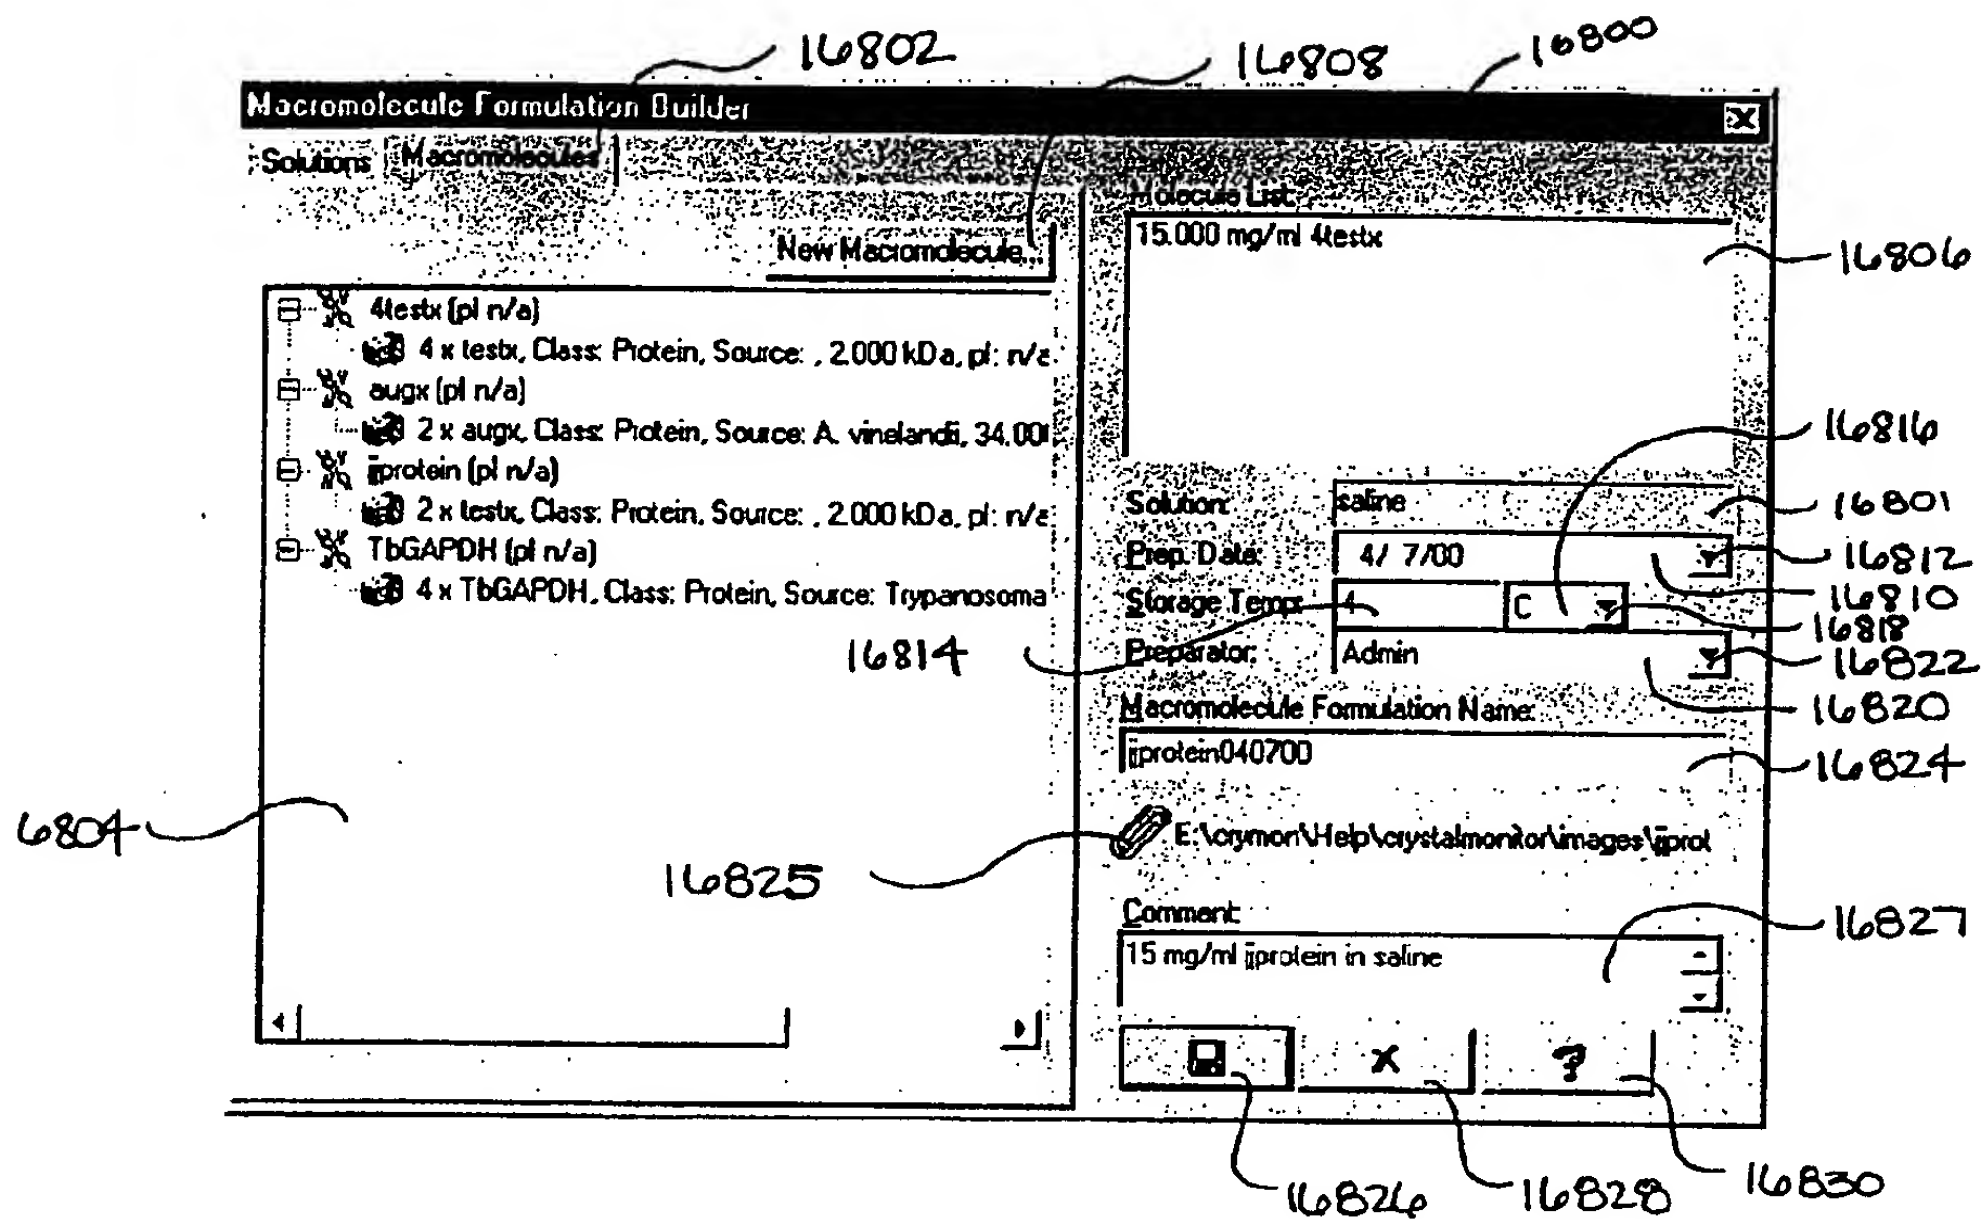 16802
16808
16800
Macromolecule Formulation Builder
Solutions Macromolecules
New Macromolecule...
4testx (pI n/a)
4 x testx, Class: Protein, Source: , 2.000 kDa, pI: n/a
augx (pI n/a)
2 x augx, Class: Protein, Source: A. vinelandii, 34.00
jjprotein (pI n/a)
2 x testx, Class: Protein, Source: , 2.000 kDa, pI: n/a
TbGAPDH (pI n/a)
4 x TbGAPDH, Class: Protein, Source: Trypanosoma
6804
16814
16825
Molecule List:
15.000 mg/ml 4testx
16806
16816
Solution: saline
16801
Prep. Date: 4/ 7/00
16812
16810
Storage Temp: 4 C
16818
Preparator: Admin
16822
16820
Macromolecule Formulation Name:
jjprotein040700
16824
E:\crymon\Help\crystalmonitor\images\jjprot
Comment:
16827
15 mg/ml jjprotein in saline
X ?
16826
16828
16830